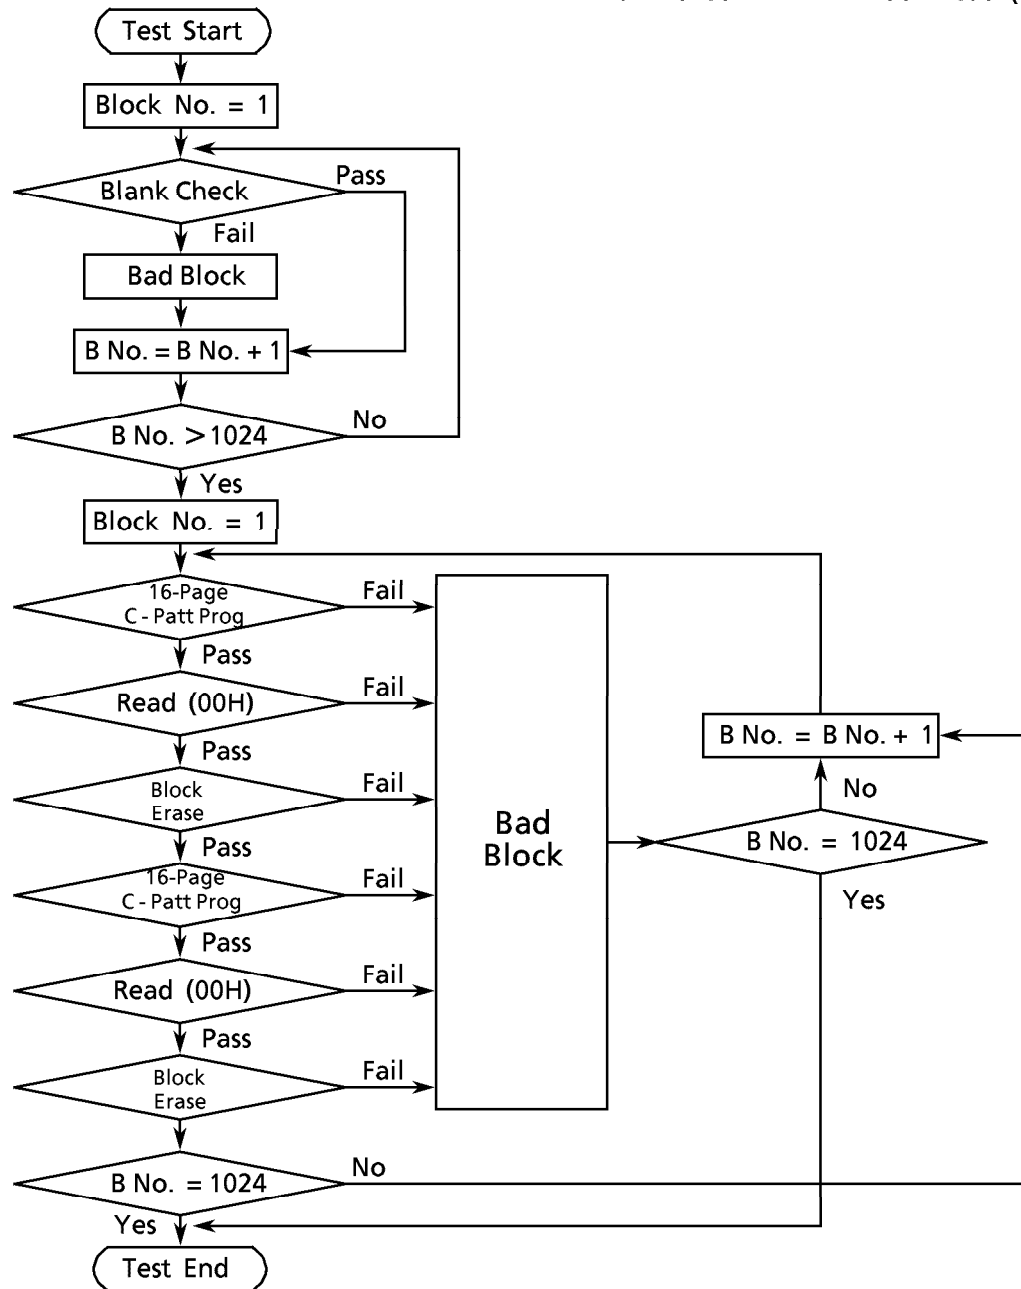 Test Start
Block No. = 1
Blank Check
Pass
Fail
Bad Block
B No. = B No. + 1
B No. > 1024
No
Yes
Block No. = 1
16-Page
C - Patt Prog
Fail
Pass
Read (00H)
Fail
Pass
Block
Erase
Fail
Pass
16-Page
C - Patt Prog
Fail
Pass
Read (00H)
Fail
Pass
Block
Erase
Fail
B No. = 1024
No
Yes
Test End
Bad
Block
B No. = B No. + 1
No
B No. = 1024
Yes